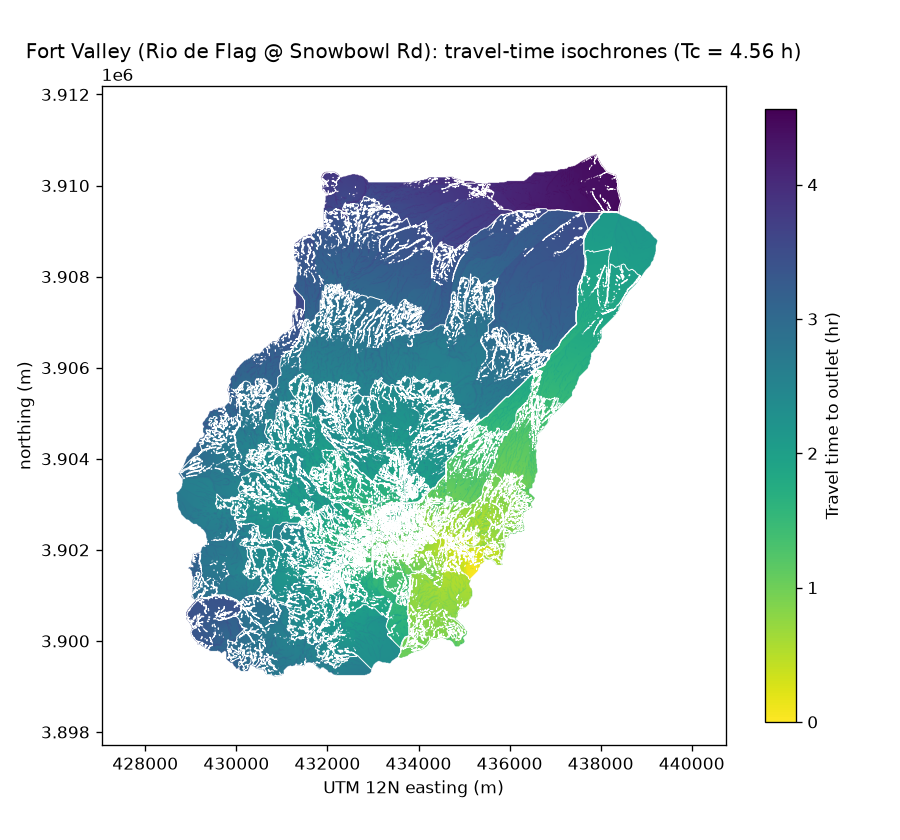 Fort Valley (Rio de Flag @ Snowbowl Rd): travel-time isochrones (Tc = 4.56 h)
1e6
3.912
3.910
3.908
3.906
3.904
3.902
3.900
3.898
northing (m)
428000 430000 432000 434000 436000 438000 440000
UTM 12N easting (m)
4
3
2
1
0
Travel time to outlet (hr)